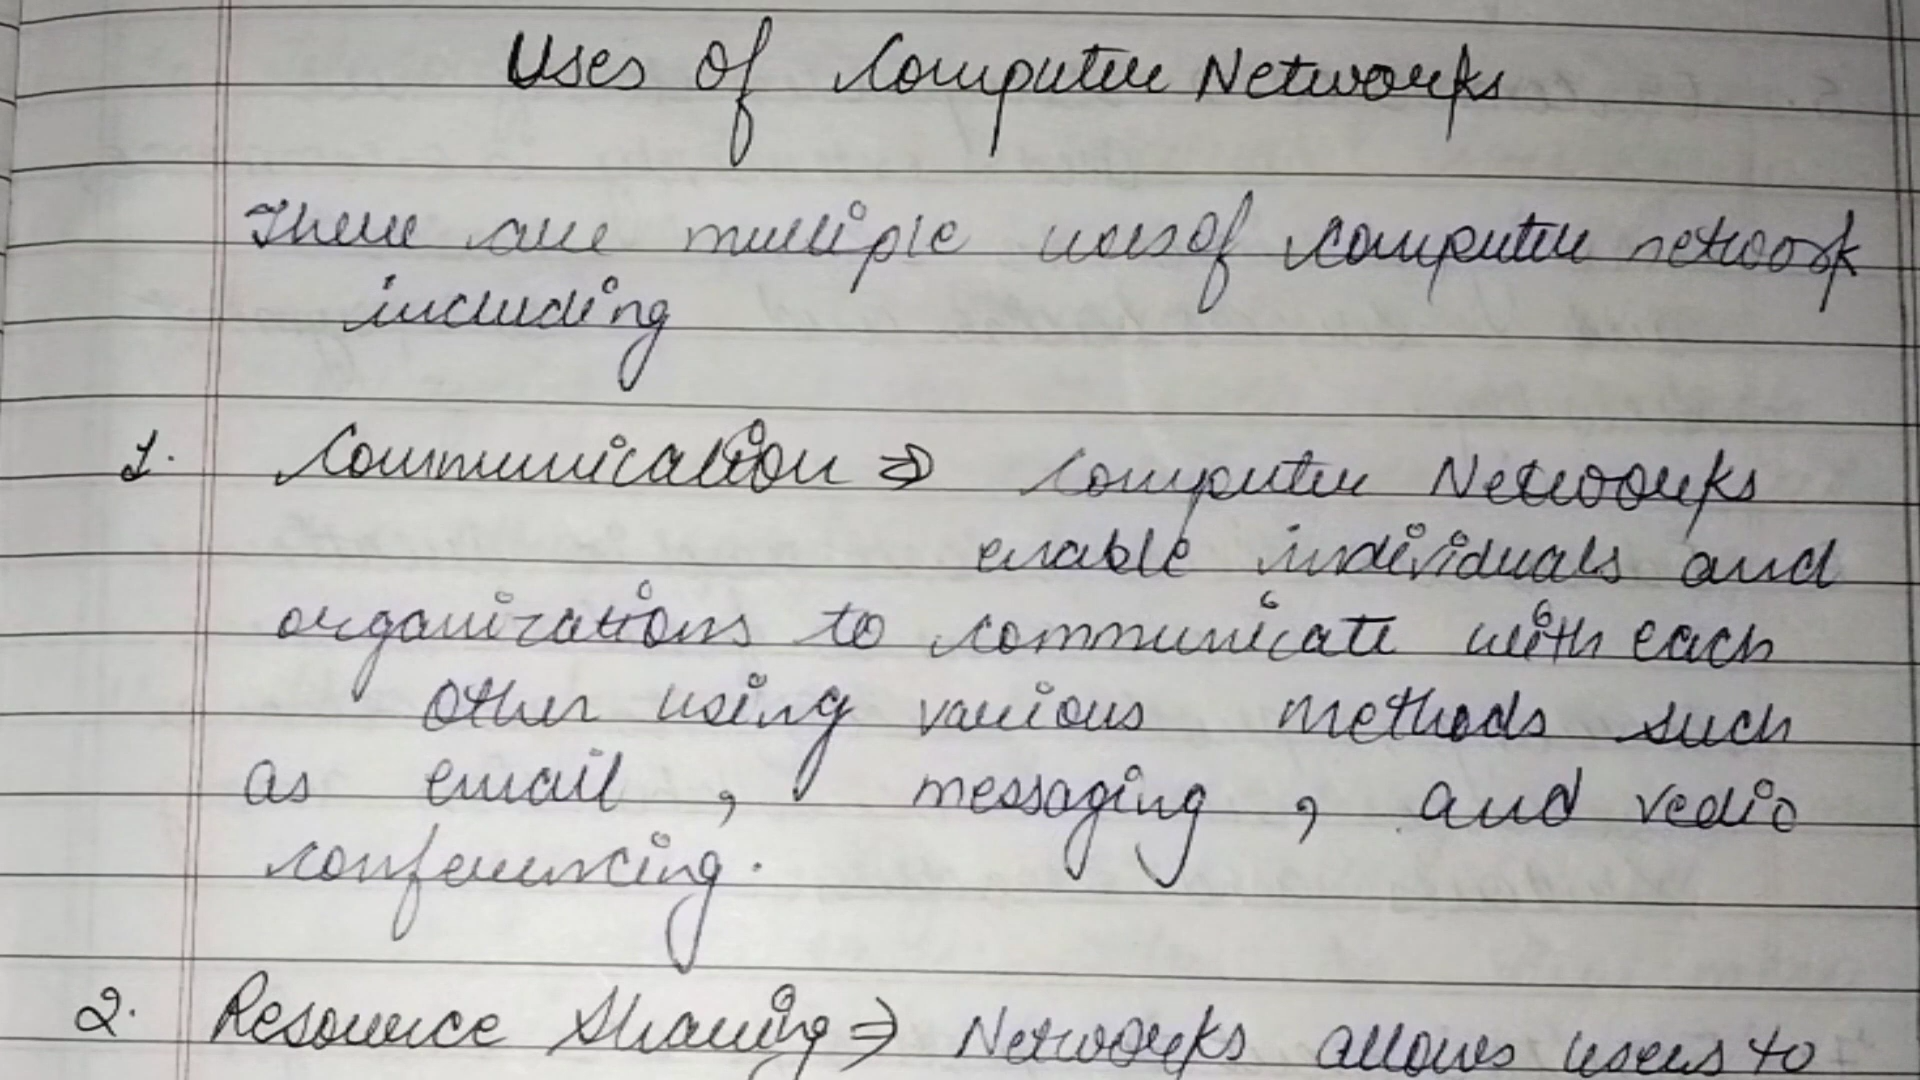 Uses of Computer Networks
There are multiple uses of computer network
including
1. Communication ⇒ Computer Networks
enable individuals and
organizations to communicate with each
other using various methods such
as email, messaging, and vedio
conferencing.
2. Resource Sharing ⇒ Networks allows users to